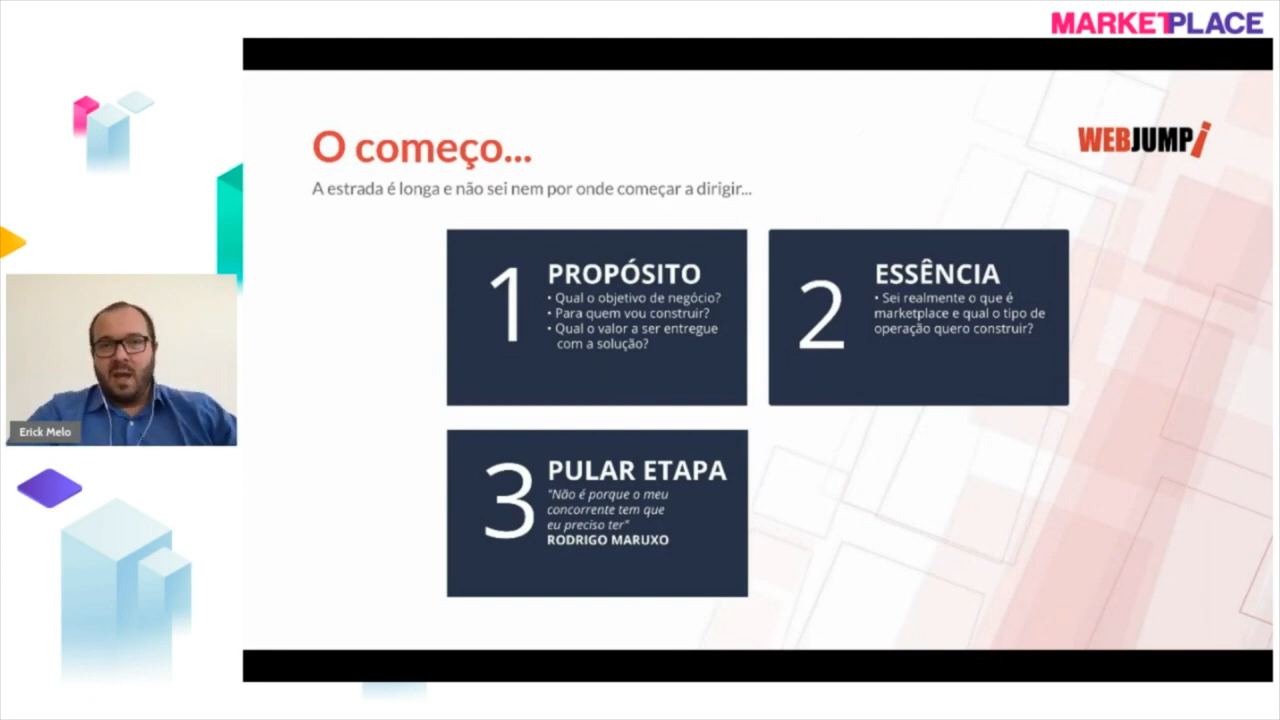 MARKETPLACE
O começo...
WEBJUMP
A estrada é longa e não sei nem por onde começar a dirigir...
1
PROPÓSITO
• Qual o objetivo de negócio?
• Para quem vou construir?
• Qual o valor a ser entregue
com a solução?
2
ESSÊNCIA
• Sei realmente o que é
marketplace e qual o tipo de
operação quero construir?
3
PULAR ETAPA
"Não é porque o meu
concorrente tem que
eu preciso ter"
RODRIGO MARUXO
Erick Melo